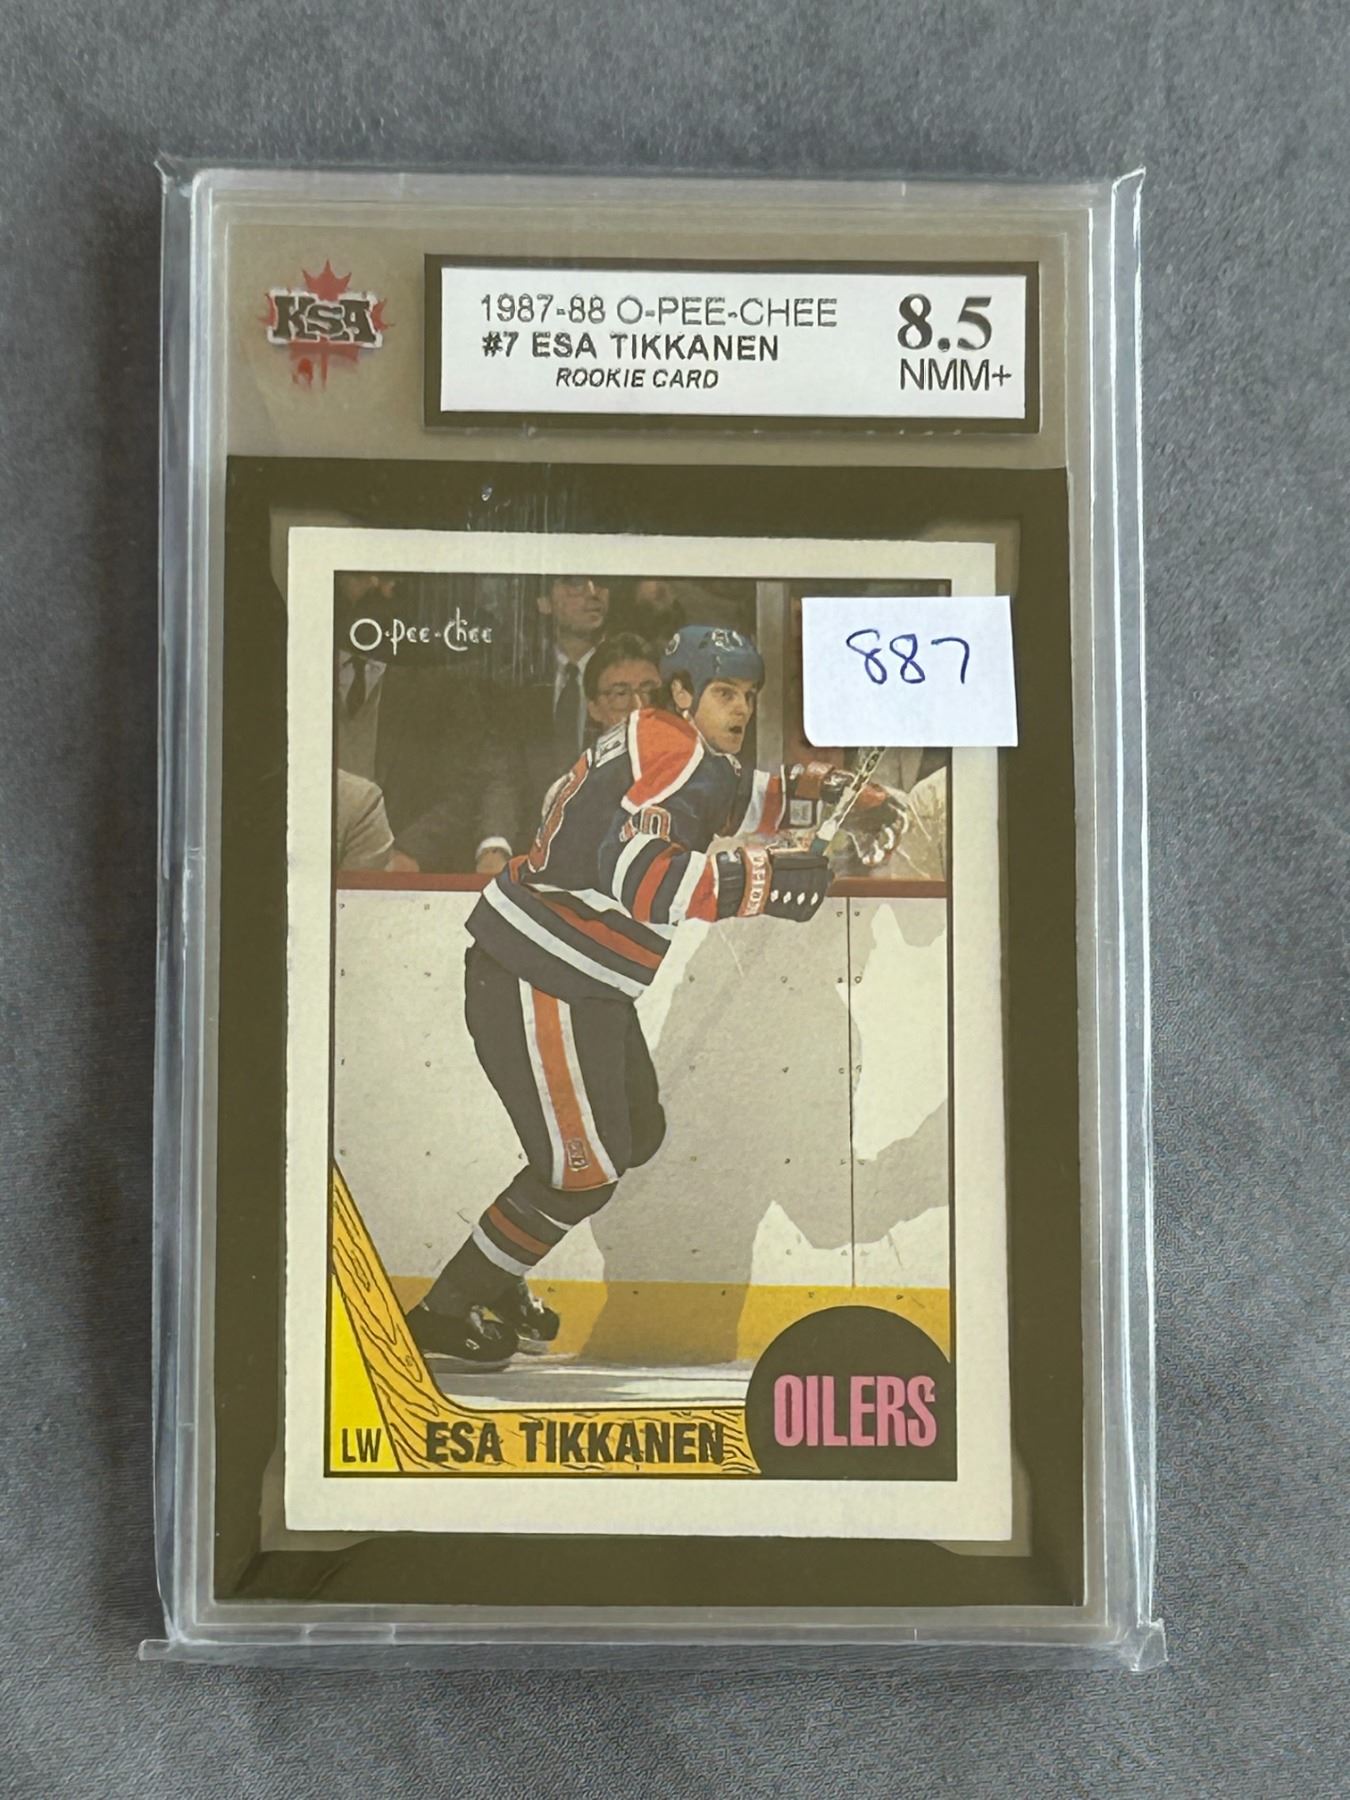 KSA
1987-88 O-PEE-CHEE
#7 ESA TIKKANEN
ROOKIE CARD
8.5
NMM+
O-Pee-Chee
887
10
LW
ESA TIKKANEN
OILERS